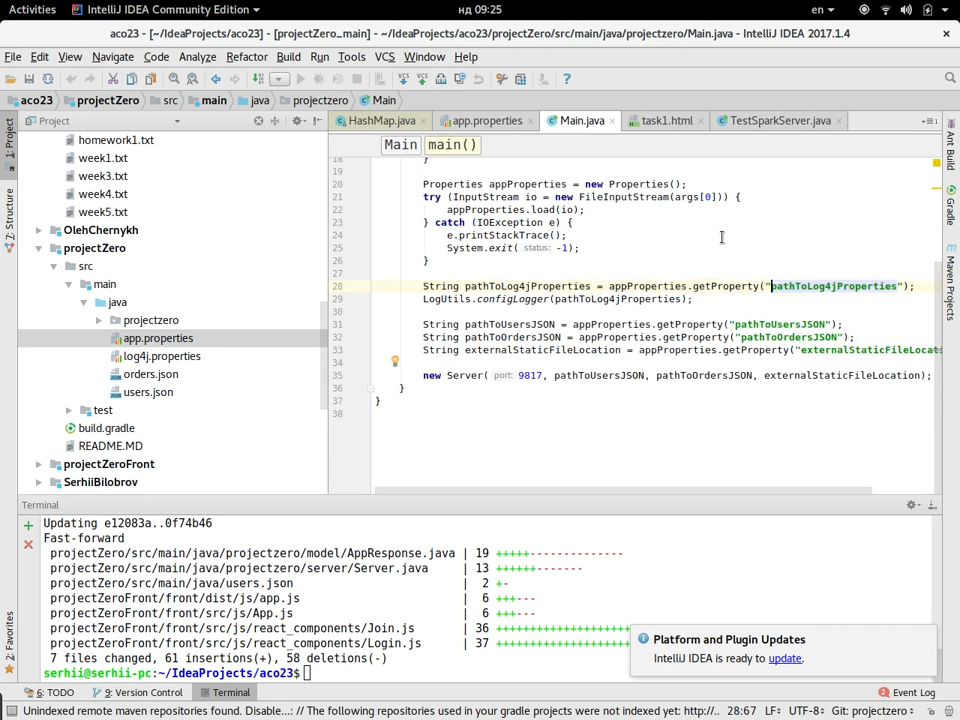 Activities IntelliJ IDEA Community Edition нд 09:25 en
aco23 - [~/IdeaProjects/aco23] - [projectZero_main] - ~/IdeaProjects/aco23/projectZero/src/main/java/projectzero/Main.java - IntelliJ IDEA 2017.1.4
File Edit View Navigate Code Analyze Refactor Build Run Tools VCS Window Help
aco23 projectZero src main java projectzero Main
1: Project
Project
HashMap.java app.properties Main.java task1.html TestSparkServer.java
Main main()
homework1.txt
week1.txt
week3.txt
week4.txt
week5.txt
OlehChernykh
projectZero
src
main
java
projectzero
app.properties
log4j.properties
orders.json
users.json
test
build.gradle
README.MD
projectZeroFront
SerhiiBilobrov
18 }
19
20 Properties appProperties = new Properties();
21 try (InputStream io = new FileInputStream(args[0])) {
22 appProperties.load(io);
23 } catch (IOException e) {
24 e.printStackTrace();
25 System.exit( status: -1);
26 }
27
28 String pathToLog4jProperties = appProperties.getProperty("pathToLog4jProperties");
29 LogUtils.configLogger(pathToLog4jProperties);
30
31 String pathToUsersJSON = appProperties.getProperty("pathToUsersJSON");
32 String pathToOrdersJSON = appProperties.getProperty("pathToOrdersJSON");
33 String externalStaticFileLocation = appProperties.getProperty("externalStaticFileLocati
34
35 new Server( port: 9817, pathToUsersJSON, pathToOrdersJSON, externalStaticFileLocation);
36 }
37 }
38
Ant Build
Gradle
Maven Projects
7: Structure
2: Favorites
Terminal
Updating e12083a..0f74b46
Fast-forward
projectZero/src/main/java/projectzero/model/AppResponse.java | 19 +++++--------------
projectZero/src/main/java/projectzero/server/Server.java | 13 ++++++-------
projectZero/src/main/java/users.json | 2 +-
projectZeroFront/front/dist/js/app.js | 6 +++---
projectZeroFront/front/src/js/App.js | 6 +++---
projectZeroFront/front/src/js/react_components/Join.js | 36 ++++++++++++++++++++++
projectZeroFront/front/src/js/react_components/Login.js | 37 ++++++++++++++++++++++
7 files changed, 61 insertions(+), 58 deletions(-)
serhii@serhii-pc:~/IdeaProjects/aco23$
Platform and Plugin Updates
IntelliJ IDEA is ready to update.
6: TODO 9: Version Control Terminal 2 Event Log
Unindexed remote maven repositories found. Disable...: // The following repositories used in your gradle projects were not indexed yet: http://.. 28:67 LF UTF-8 Git: projectzero